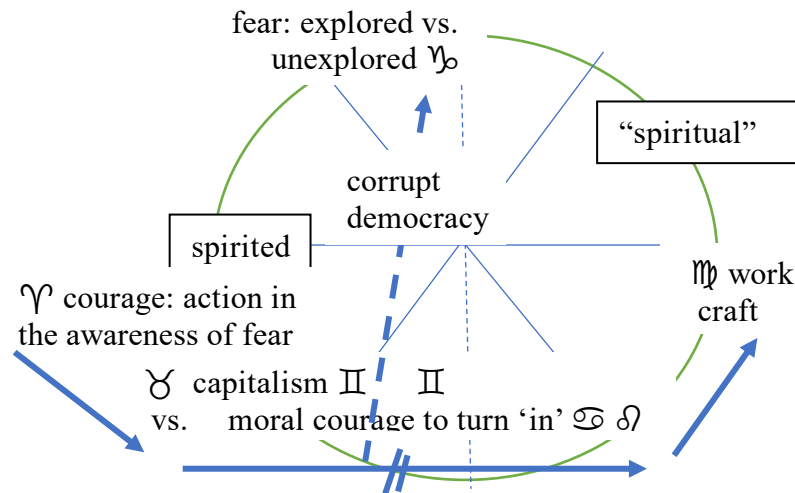 fear: explored vs.
unexplored ♑
“spiritual”
corrupt
democracy
spirited
♈ courage: action in
the awareness of fear
♍ work
craft
♉ capitalism ♊ ♊
vs. moral courage to turn ‘in’ ♋ ♌